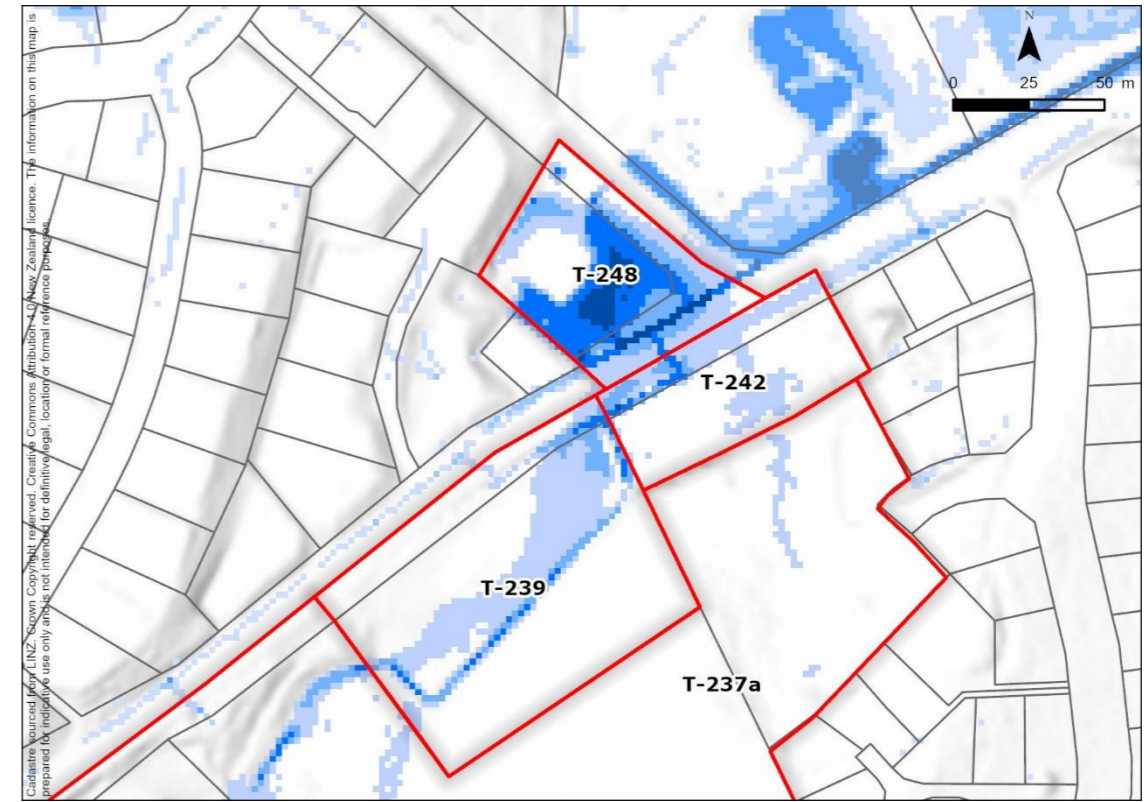 Cadastre sourced from LINZ. Crown Copyright reserved. Creative Commons Attribution 4.0 New Zealand licence. The information on this map is
prepared for indicative use only and is not intended for definitive legal, location or formal reference purposes.
N
0 25 50 m
T-248
T-242
T-239
T-237a